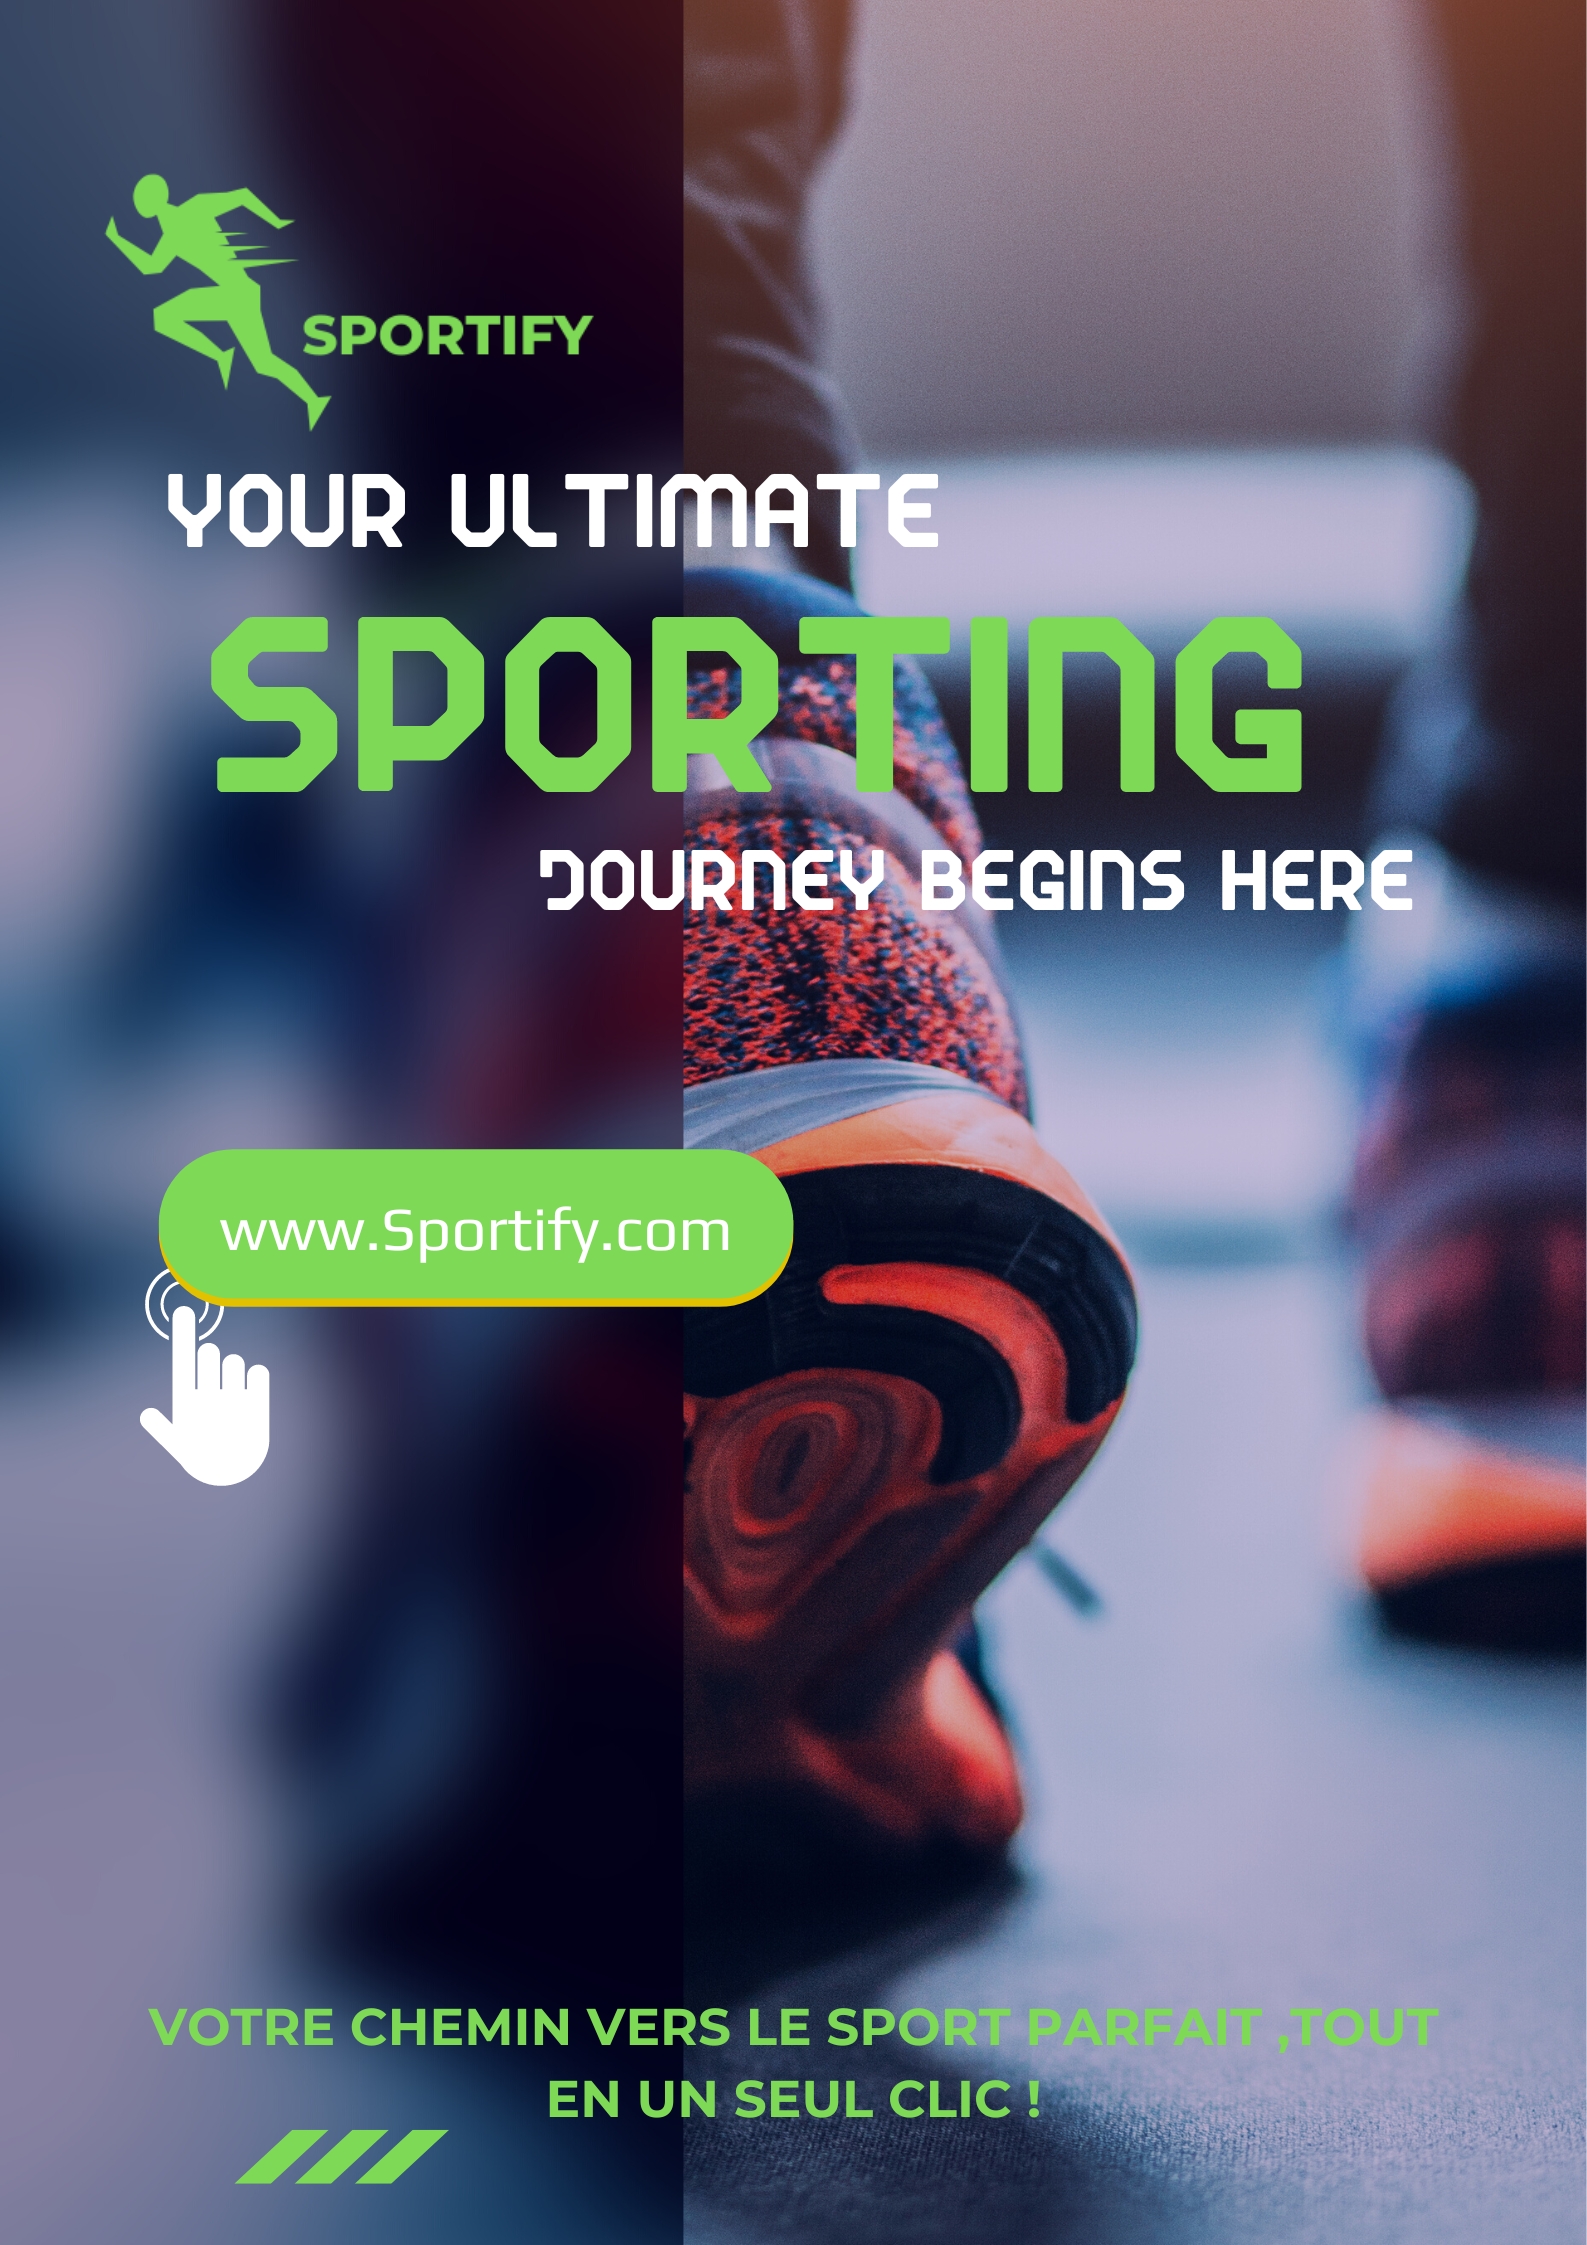 SPORTIFY
YOUR ULTIMATE
SPORTING
JOURNEY BEGINS HERE
www.Sportify.com
VOTRE CHEMIN VERS LE SPORT PARFAIT ,TOUT
EN UN SEUL CLIC !